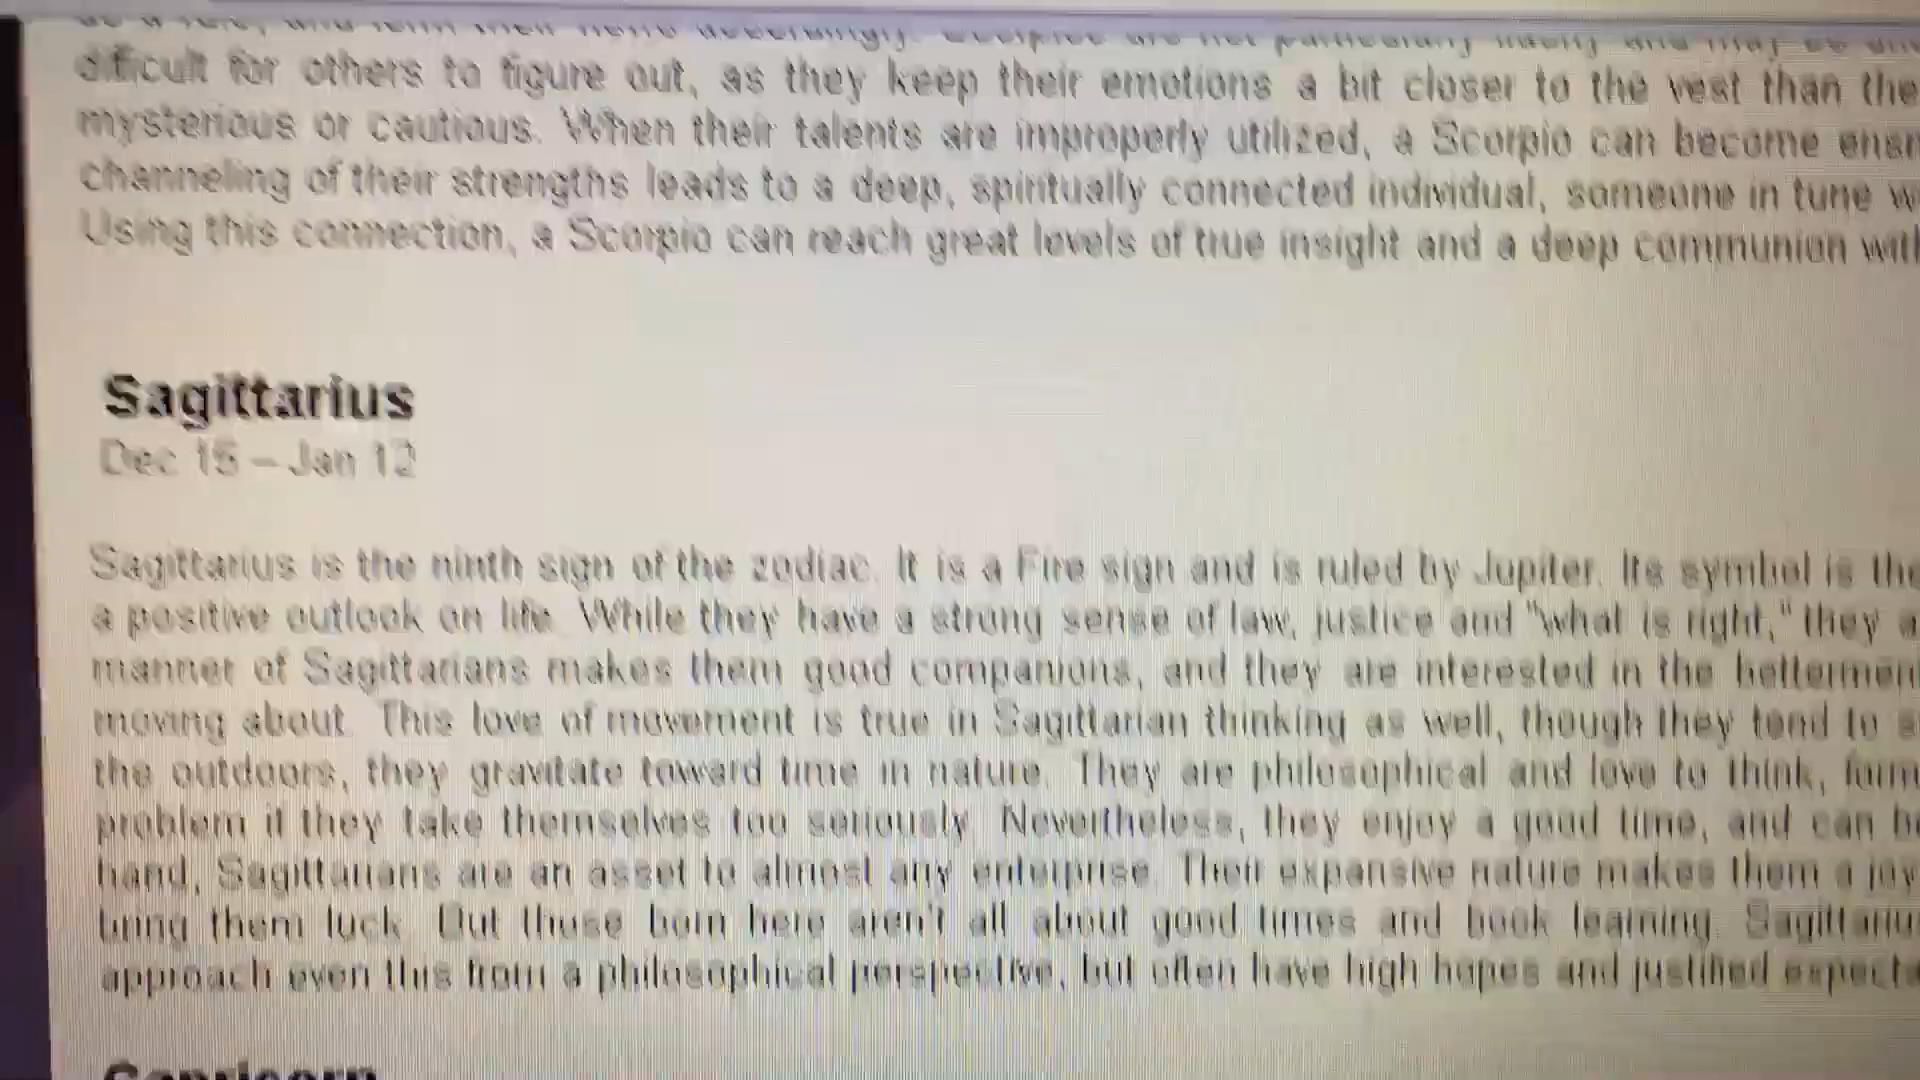 difficult for others to figure out, as they keep their emotions a bit closer to the vest than the
mysterious or cautious. When their talents are improperly utilized, a Scorpio can become
channeling of their strengths leads to a deep, spiritually connected individual, someone in tune w
Using this connection, a Scorpio can reach great levels of true insight and a deep communion with
Sagittarius
Dec 15 – Jan 12
Sagittarius is the ninth sign of the zodiac. It is a Fire sign and is ruled by Jupiter. Its symbol is the
a positive outlook on life. While they have a strong sense of law, justice and "what is right," they a
manner of Sagittarians makes them good companions, and they are interested in the betterment
moving about. This love of movement is true in Sagittarian thinking as well, though they tend to s
the outdoors, they gravitate toward time in nature. They are philosophical and love to think, form
problem if they take themselves too seriously. Nevertheless, they enjoy a good time, and can be
hand, Sagittarians are an asset to almost any enterprise. Their expansive nature makes them a joy
bring them luck. But those born here aren't all about good times and book learning. Sagittariu
approach even this from a philosophical perspective, but often have high hopes and justified expecta
Capricorn